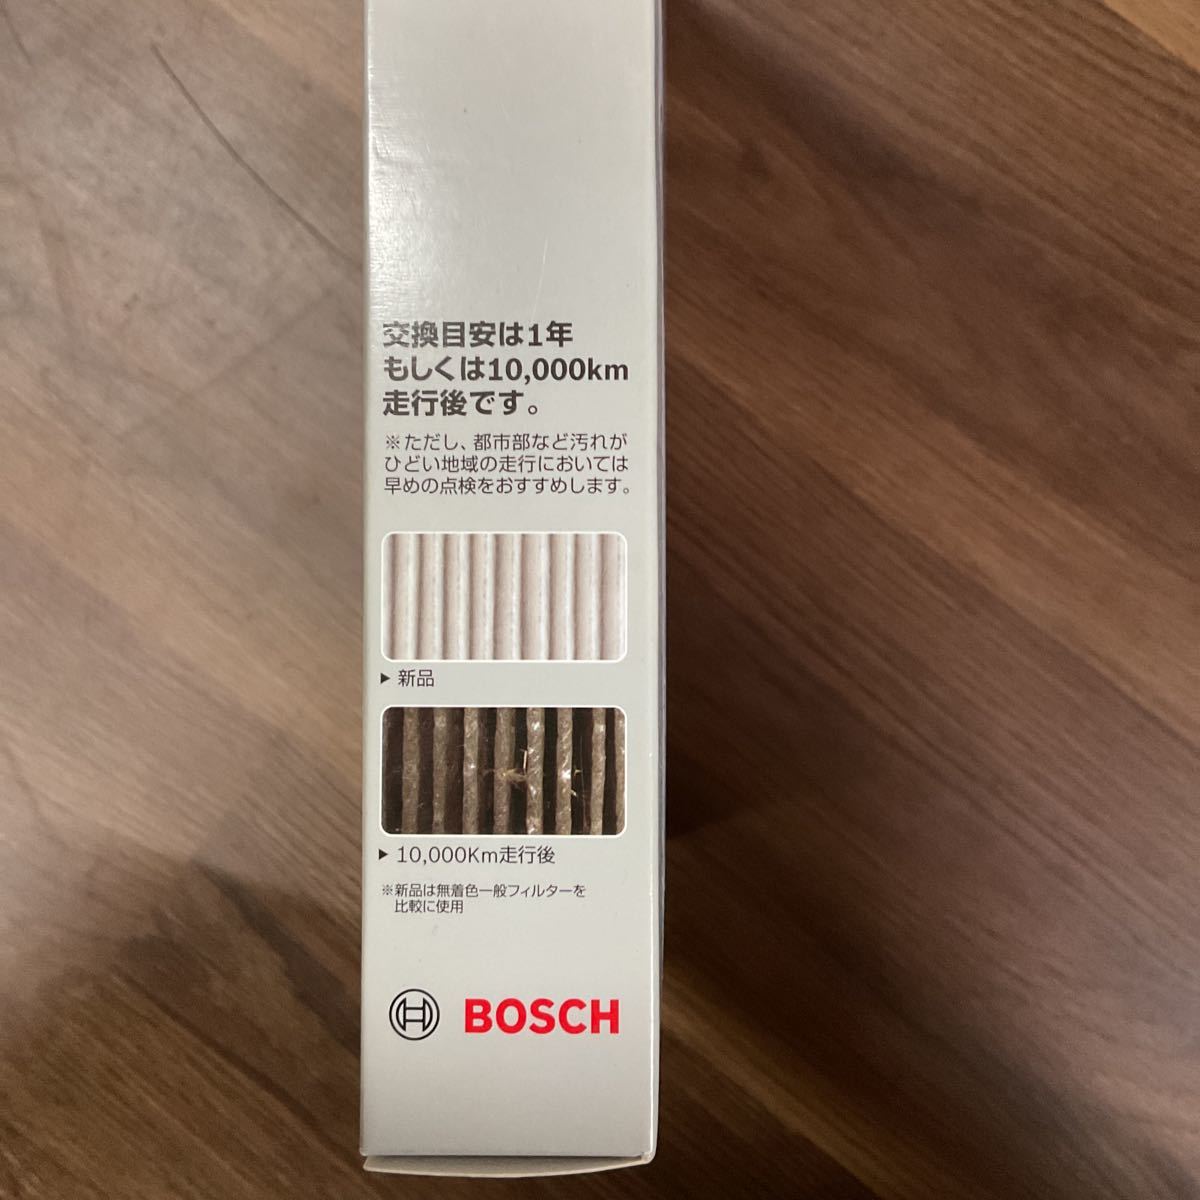 交換目安は1年
もしくは10,000km
走行後です。
※ただし、都市部など汚れが
ひどい地域の走行においては
早めの点検をおすすめします。
▶ 新品
▶ 10,000Km走行後
※新品は無着色一般フィルターを
比較に使用
BOSCH